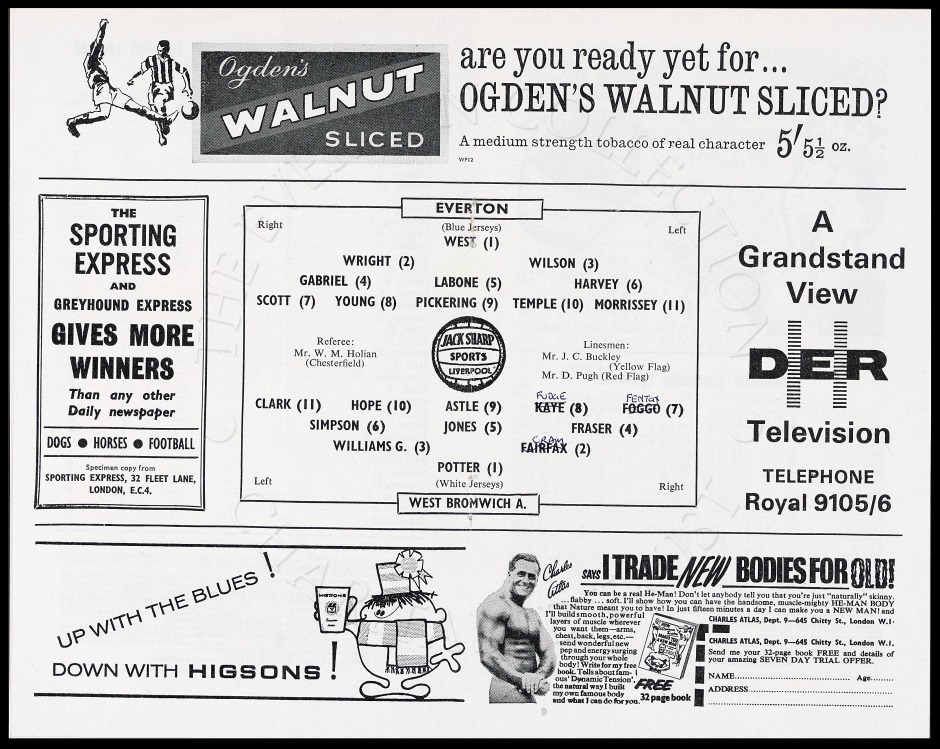 Ogden's
WALNUT
SLICED
are you ready yet for...
OGDEN'S WALNUT SLICED?
A medium strength tobacco of real character 5'5½ oz.
WP12
THE
SPORTING
EXPRESS
AND
GREYHOUND EXPRESS
GIVES MORE
WINNERS
Than any other
Daily newspaper
DOGS ● HORSES ● FOOTBALL
Specimen copy from
SPORTING EXPRESS, 32 FLEET LANE,
LONDON, E.C.4.
EVERTON
Right
(Blue Jerseys)
Left
WEST (1)
WRIGHT (2) WILSON (3)
GABRIEL (4) LABONE (5) HARVEY (6)
SCOTT (7) YOUNG (8) PICKERING (9) TEMPLE (10) MORRISSEY (11)
Referee:
Mr. W. M. Holian
(Chesterfield)
JACK SHARP
SPORTS
LIVERPOOL
Linesmen:
Mr. J. C. Buckley
(Yellow Flag)
Mr. D. Pugh (Red Flag)
FUDGE FENTON
CLARK (11) HOPE (10) ASTLE (9) KAYE (8) FOGGO (7)
SIMPSON (6) JONES (5) FRASER (4)
CRAM
WILLIAMS G. (3) FAIRFAX (2)
POTTER (1)
Left
(White Jerseys)
Right
WEST BROMWICH A.
A
Grandstand
View
DER
Television
TELEPHONE
Royal 9105/6
UP WITH THE BLUES !
DOWN WITH HIGSONS !
HIGSONS
Charles
Atlas
SAYS I TRADE NEW BODIES FOR OLD!
You can be a real He-Man! Don't let anybody tell you that you're just "naturally" skinny.
...flabby ... soft. I'll show how you can have the handsome, muscle-mighty HE-MAN BODY
that Nature meant you to have! In just fifteen minutes a day I can make you a NEW MAN! and
I'll build smooth, powerful
layers of muscle wherever
you want them—arms,
chest, back, legs, etc.—
send wonderful new
pep and energy surging
through your whole
body! Write for my free
book. Tells about fam-
ous 'Dynamic Tension',
the natural way I built
my own famous body
and what I can do for you.
FREE
32 page book
CHARLES ATLAS, Dept. 9—645 Chitty St., London W.1.
CHARLES ATLAS, Dept. 9—645 Chitty St., London W.1.
Send me your 32-page book FREE and details of
your amazing SEVEN DAY TRIAL OFFER.
NAME Age
ADDRESS